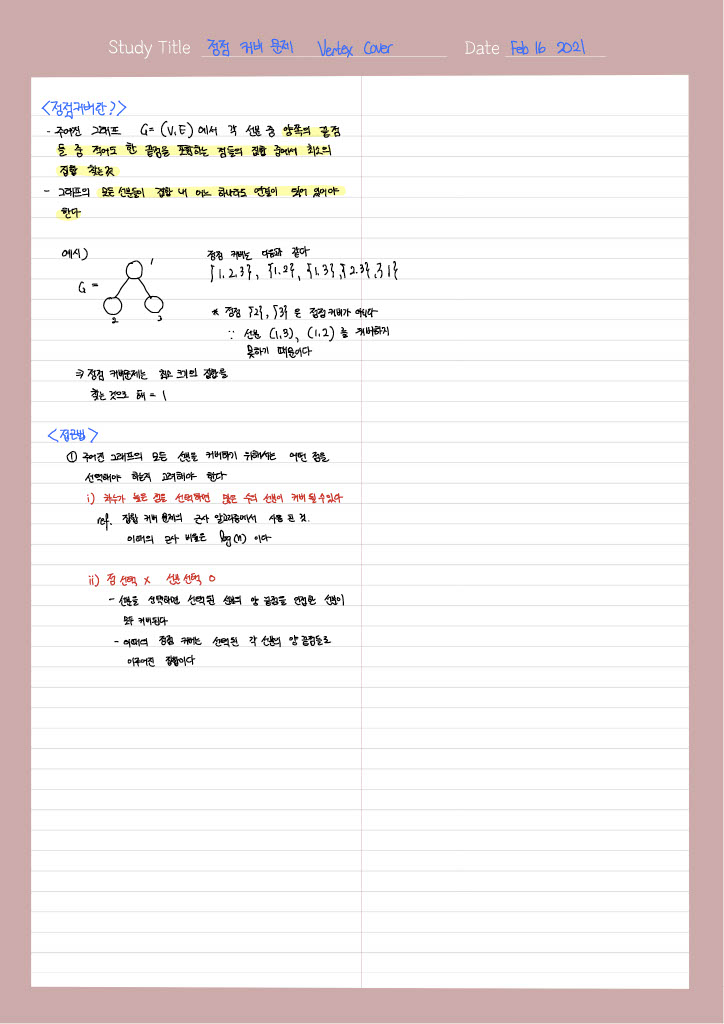 Study Title 정점 커버 문제 Vertex Cover Date Feb 16 2021
<정점커버란?>
- 주어진 그래프 G= (V,E) 에서 각 선분 중 양쪽의 끝점
들 중 적어도 한 끝점을 포함하는 점들의 집합 중에서 최소의
집합 찾는것
- 그래프의 모든 선분들이 집합 내 어느 하나라도 연결이 되어 있어야
한다
예시)
G =
1
2
3
정점 커버는 다음과 같다
{1,2,3}, {1,2}, {1,3},{2,3},{1}
* 정점 {2}, {3} 은 정점커버가 아니다
∵ 선분 (1,3), (1,2) 을 커버하지
못하기 때문이다
⇒ 정점 커버문제는 최소 크기의 집합을
찾는 것으로 해 = 1
<접근법>
① 주어진 그래프의 모든 선분을 커버하기 위해서는 어떤 점을
선택해야 하는지 고려해야 한다
i) 차수가 높은 점을 선택하면 많은 수의 선분이 커버 될 수있다
ref. 집합 커버 문제의 근사 알고리즘에서 사용 된 것.
이때의 근사 비율은 log(n) 이다
ii) 점 선택 x 선분 선택 o
- 선분을 선택하면 선택된 선분의 양 끝점을 인접한 선분이
모두 커버된다
- 이때의 정점 커버는 선택된 각 선분의 양 끝점들로
이루어진 집합이다